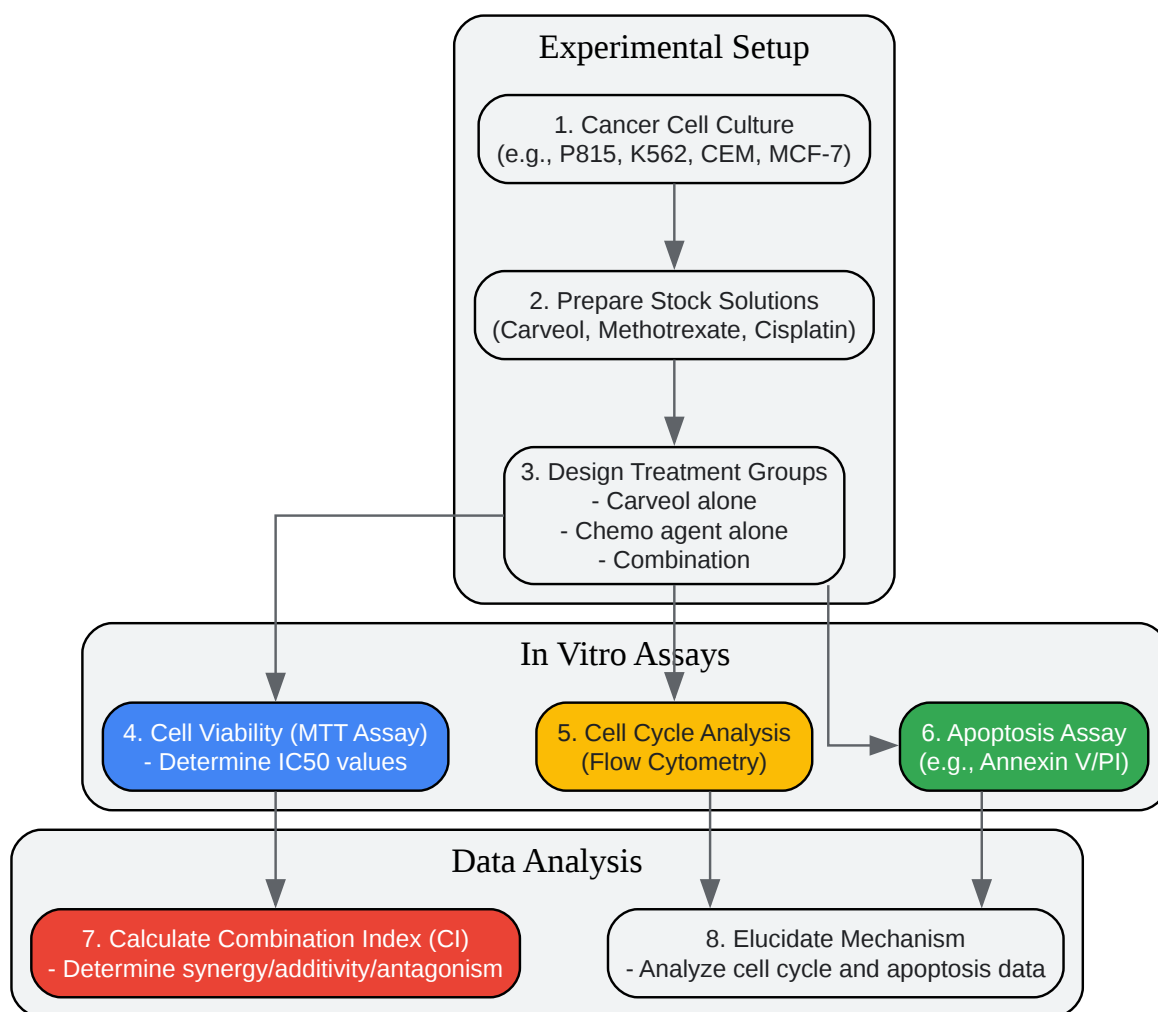 Experimental Setup
1. Cancer Cell Culture
(e.g., P815, K562, CEM, MCF-7)
2. Prepare Stock Solutions
(Carveol, Methotrexate, Cisplatin)
3. Design Treatment Groups
- Carveol alone
- Chemo agent alone
- Combination
In Vitro Assays
4. Cell Viability (MTT Assay)
- Determine IC50 values
5. Cell Cycle Analysis
(Flow Cytometry)
6. Apoptosis Assay
(e.g., Annexin V/PI)
Data Analysis
7. Calculate Combination Index (CI)
- Determine synergy/additivity/antagonism
8. Elucidate Mechanism
- Analyze cell cycle and apoptosis data